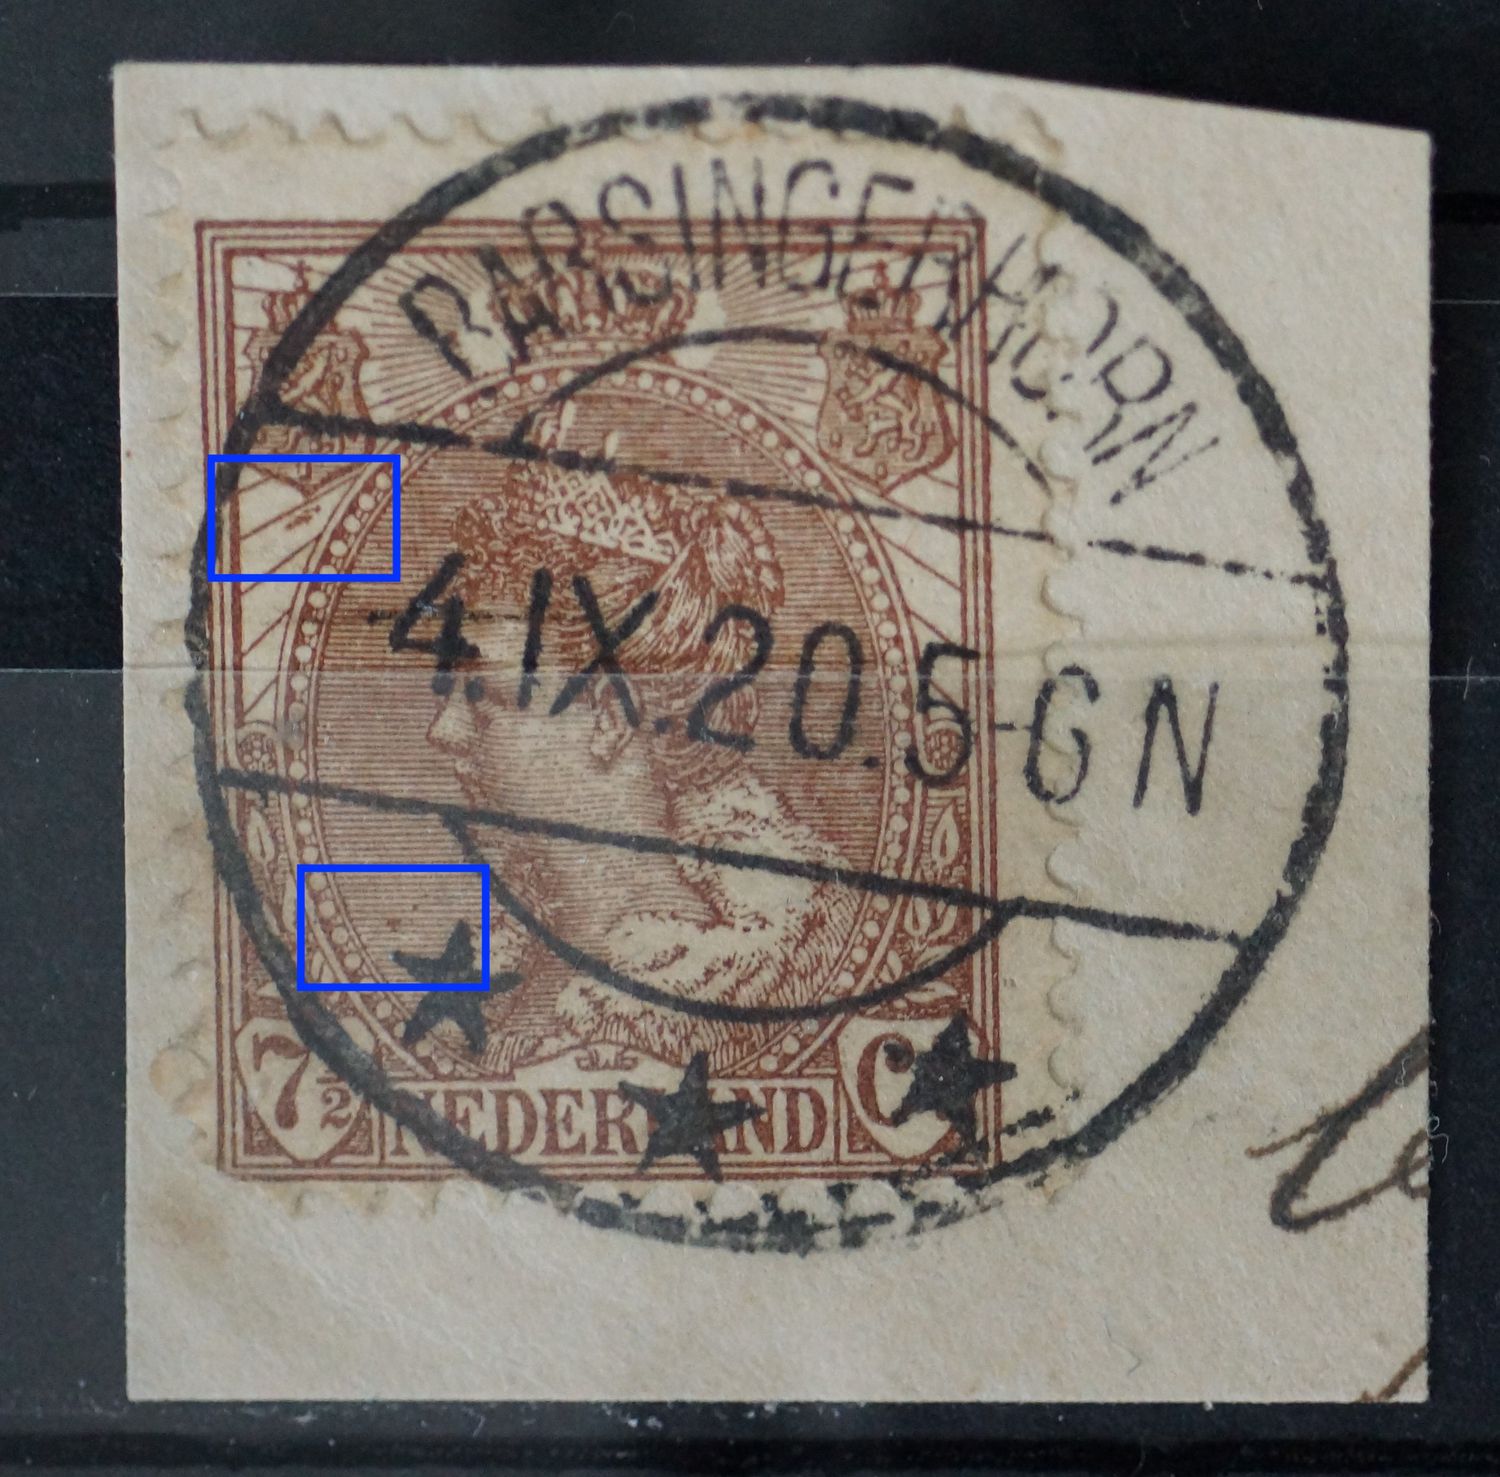 BARSINGERHORN
4.IX.20.5-6N
7½ NEDERLAND C